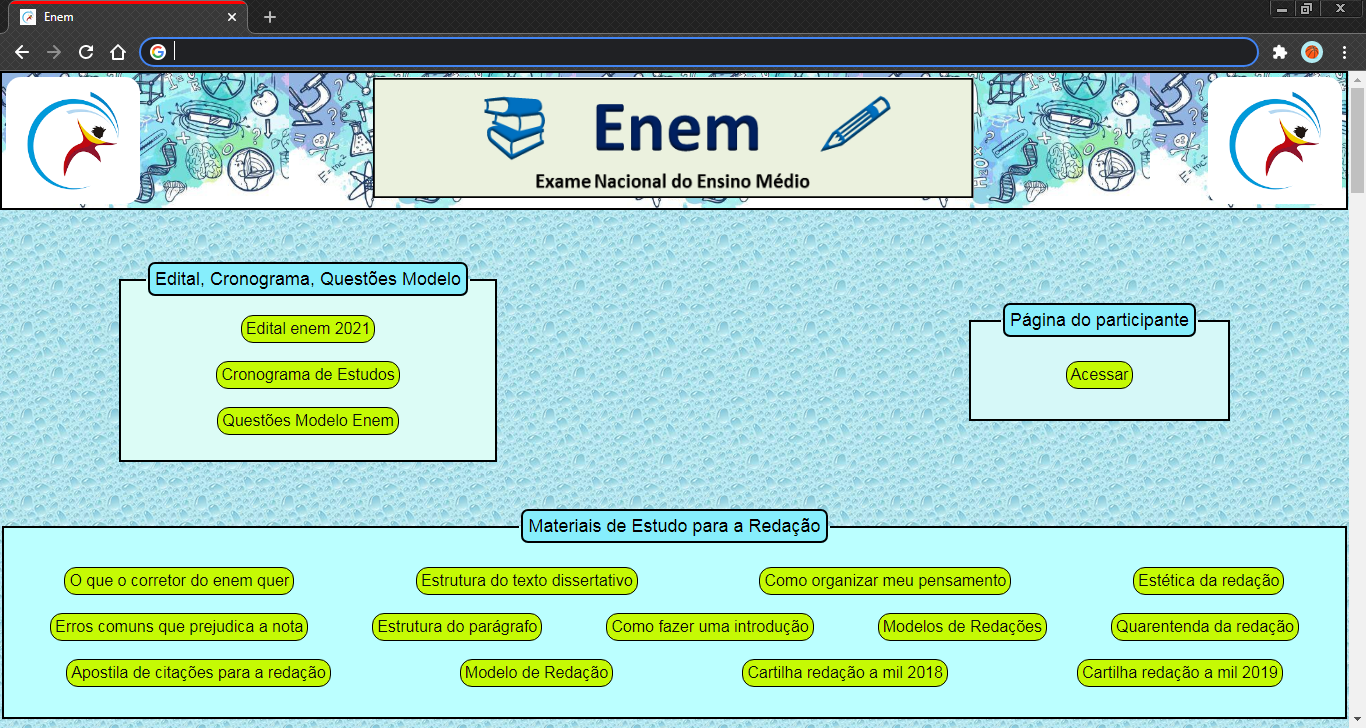 Enem
Enem
Exame Nacional do Ensino Médio
Edital, Cronograma, Questões Modelo
Edital enem 2021
Cronograma de Estudos
Questões Modelo Enem
Página do participante
Acessar
Materiais de Estudo para a Redação
O que o corretor do enem quer Estrutura do texto dissertativo Como organizar meu pensamento Estética da redação
Erros comuns que prejudica a nota Estrutura do parágrafo Como fazer uma introdução Modelos de Redações Quarentenda da redação
Apostila de citações para a redação Modelo de Redação Cartilha redação a mil 2018 Cartilha redação a mil 2019